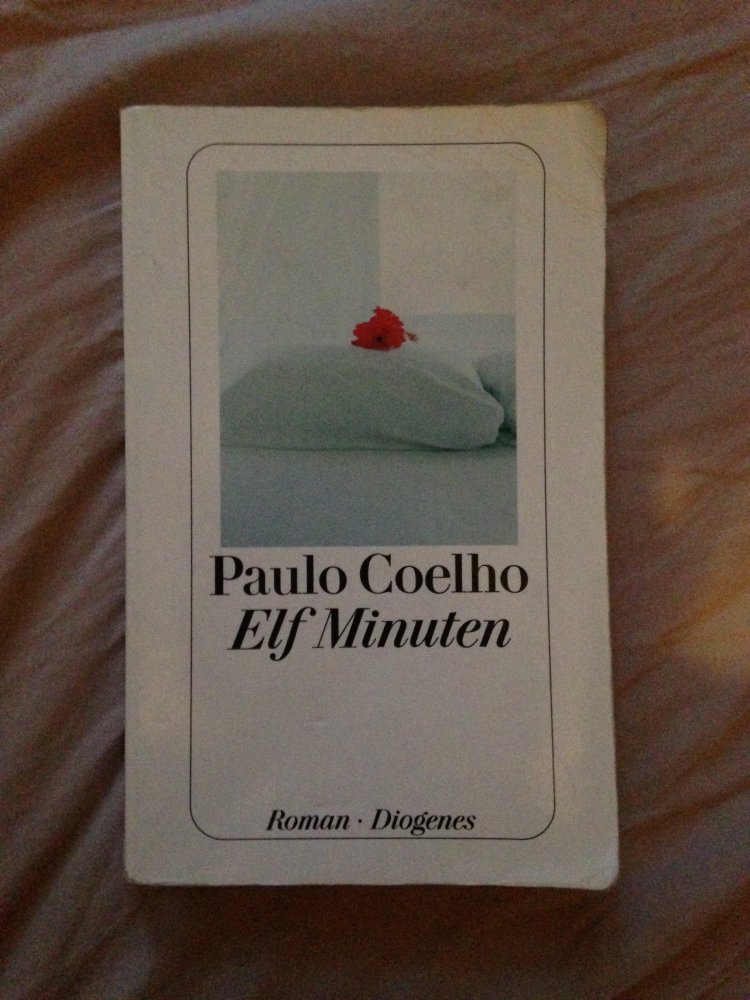 Paulo Coelho
Elf Minuten
Roman · Diogenes